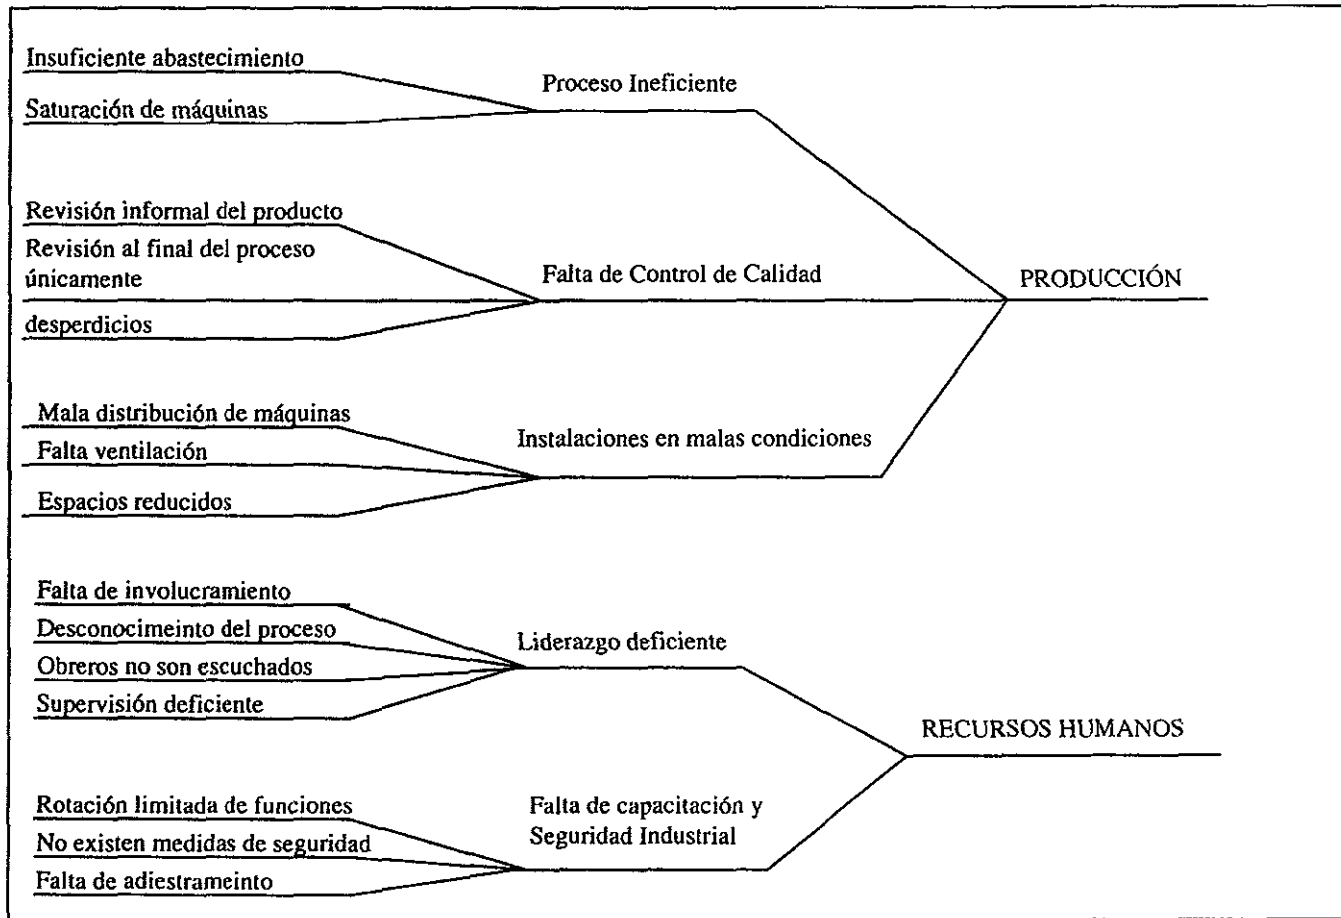 Insuficiente abastecimiento
Saturación de máquinas
Proceso Ineficiente
Revisión informal del producto
Revisión al final del proceso
únicamente
desperdicios
Falta de Control de Calidad
PRODUCCIÓN
Mala distribución de máquinas
Falta ventilación
Espacios reducidos
Instalaciones en malas condiciones
Falta de involucramiento
Desconocimeinto del proceso
Obreros no son escuchados
Supervisión deficiente
Liderazgo deficiente
RECURSOS HUMANOS
Rotación limitada de funciones
No existen medidas de seguridad
Falta de adiestrameinto
Falta de capacitación y
Seguridad Industrial